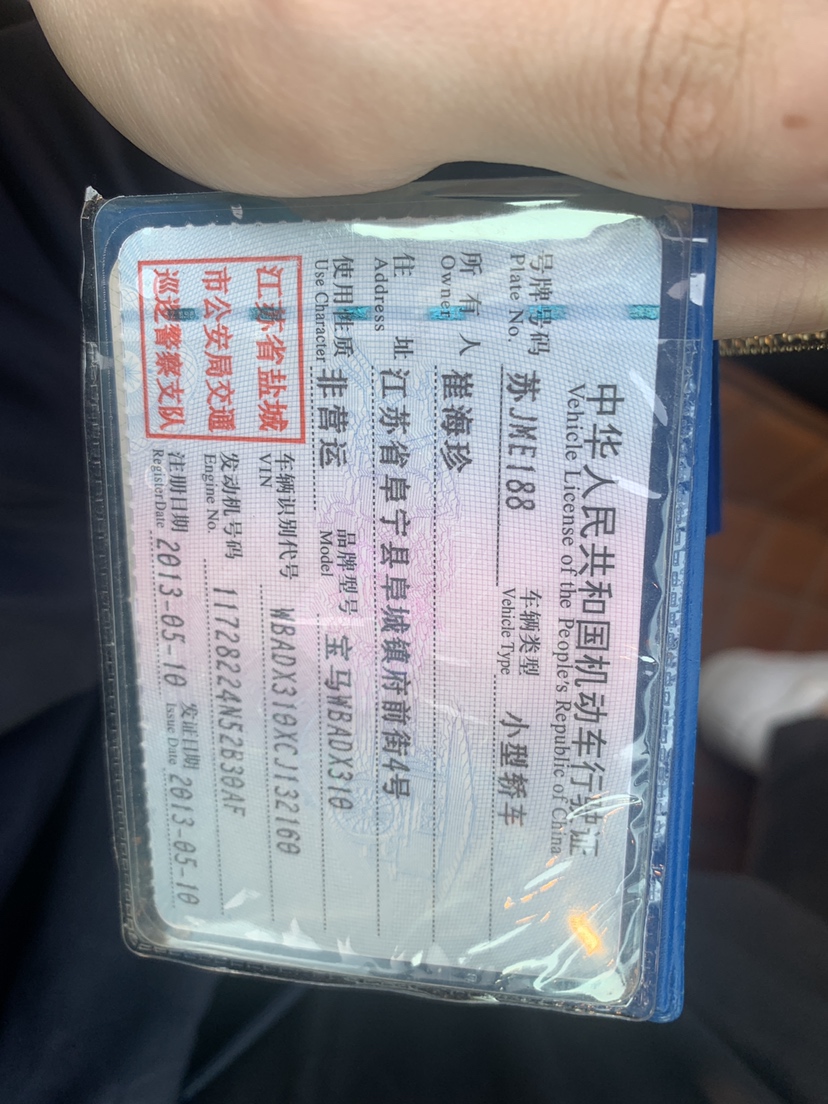 中华人民共和国机动车行驶证
Vehicle License of the People's Republic of China
号牌号码 苏JME188 车辆类型 小型轿车
Plate No. Vehicle Type
所有人 崔海珍
Owner
住址 江苏省阜宁县阜城镇府前街4号
Address
使用性质 非营运 品牌型号 宝马WBADX310
Use Character Model
江苏省盐城
市公安局交通
巡逻警察支队
车辆识别代号 WBADX310XCJ132160
VIN
发动机号码 11728224N52B30AF
Engine No.
注册日期 2013-05-10 发证日期 2013-05-10
Register Date Issue Date